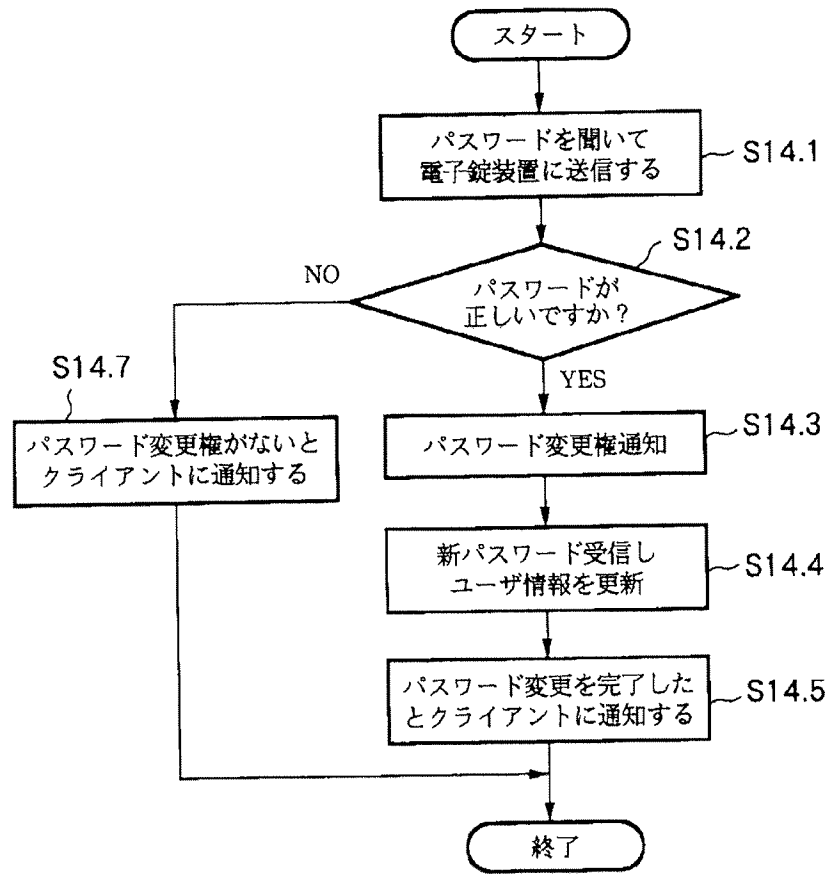 スタート
パスワードを聞いて
電子錠装置に送信する
S14.1
S14.2
NO
パスワードが
正しいですか？
YES
S14.7
パスワード変更権がないと
クライアントに通知する
パスワード変更権通知
S14.3
新パスワード受信し
ユーザ情報を更新
S14.4
パスワード変更を完了した
とクライアントに通知する
S14.5
終了